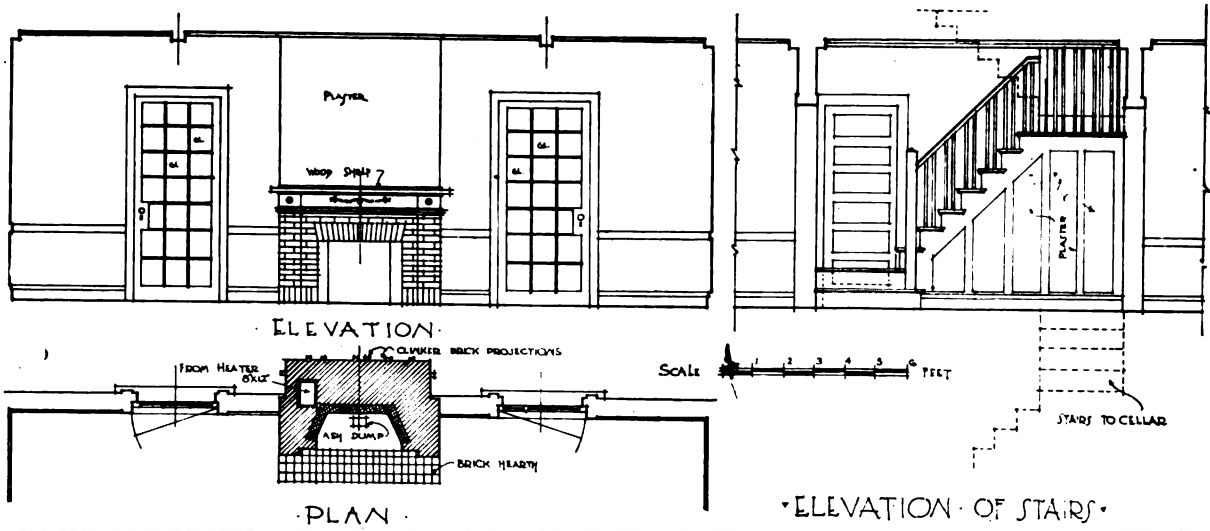 PLASTER
GL
GL
GL
GL
WOOD SHELF
PLASTER
· ELEVATION ·
CLINKER BRICK PROJECTIONS
FROM HEATER
8X12
ASH DUMP
BRICK HEARTH
· PLAN
SCALE 1 2 3 4 5 6 FEET
STAIRS TO CELLAR
· ELEVATION · OF STAIRS ·